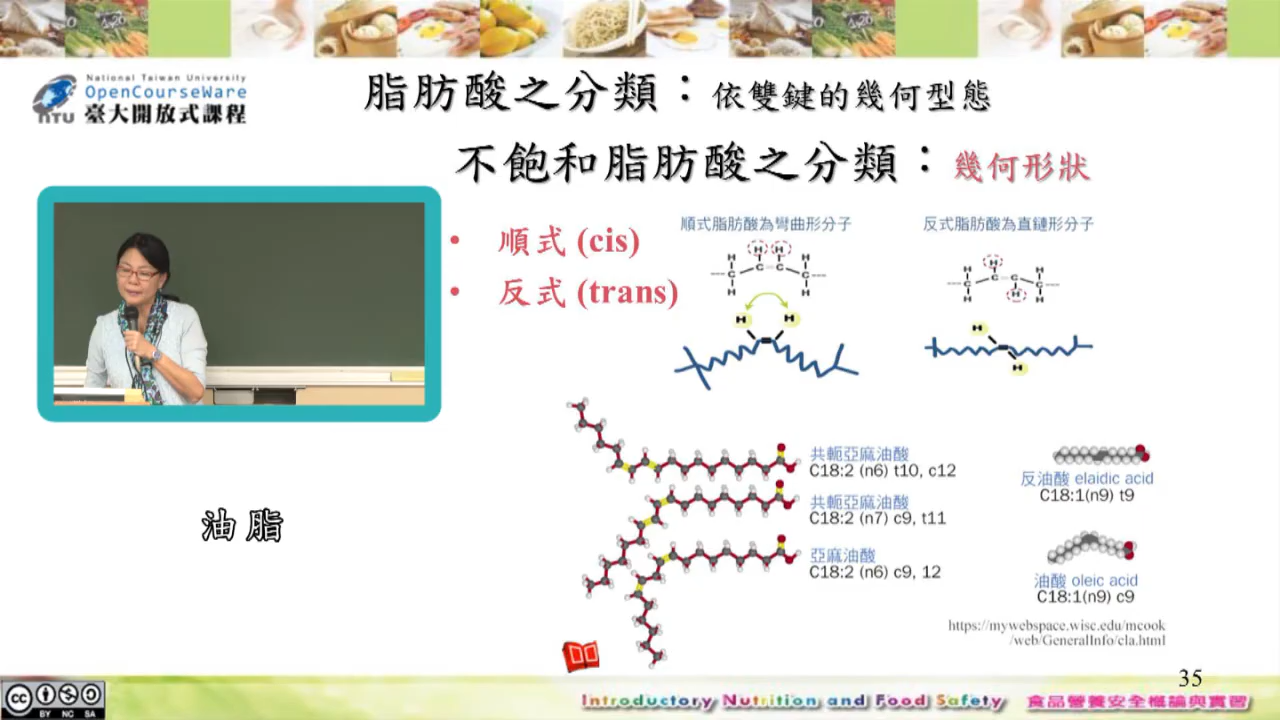 National Taiwan University
OpenCourseWare
NTU 臺大開放式課程
脂肪酸之分類：依雙鍵的幾何型態
不飽和脂肪酸之分類：幾何形狀
• 順式 (cis)
• 反式 (trans)
順式脂肪酸為彎曲形分子
H H H H
C C C C
H H
H H
反式脂肪酸為直鏈形分子
H H H
C C C C
H H H
H
H
共軛亞麻油酸
C18:2 (n6) t10, c12
共軛亞麻油酸
C18:2 (n7) c9, t11
亞麻油酸
C18:2 (n6) c9, 12
反油酸 elaidic acid
C18:1(n9) t9
油酸 oleic acid
C18:1(n9) c9
https://mywebspace.wisc.edu/mcook
/web/GeneralInfo/cla.html
油脂
35
cc BY NC SA
Introductory Nutrition and Food Safety 食品營養安全概論與實習